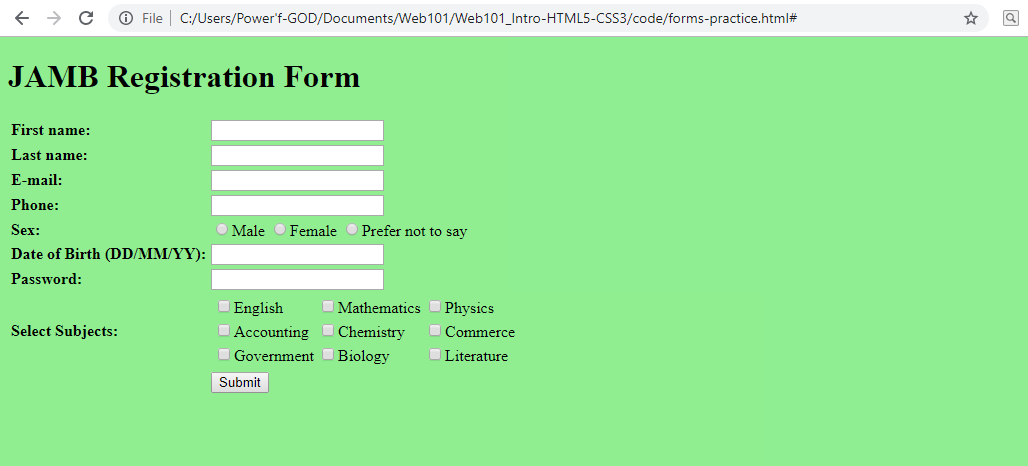 File | C:/Users/Power'f-GOD/Documents/Web101/Web101_Intro-HTML5-CSS3/code/forms-practice.html#
JAMB Registration Form
First name:
Last name:
E-mail:
Phone:
Sex: Male Female Prefer not to say
Date of Birth (DD/MM/YY):
Password:
English Mathematics Physics
Select Subjects: Accounting Chemistry Commerce
Government Biology Literature
Submit